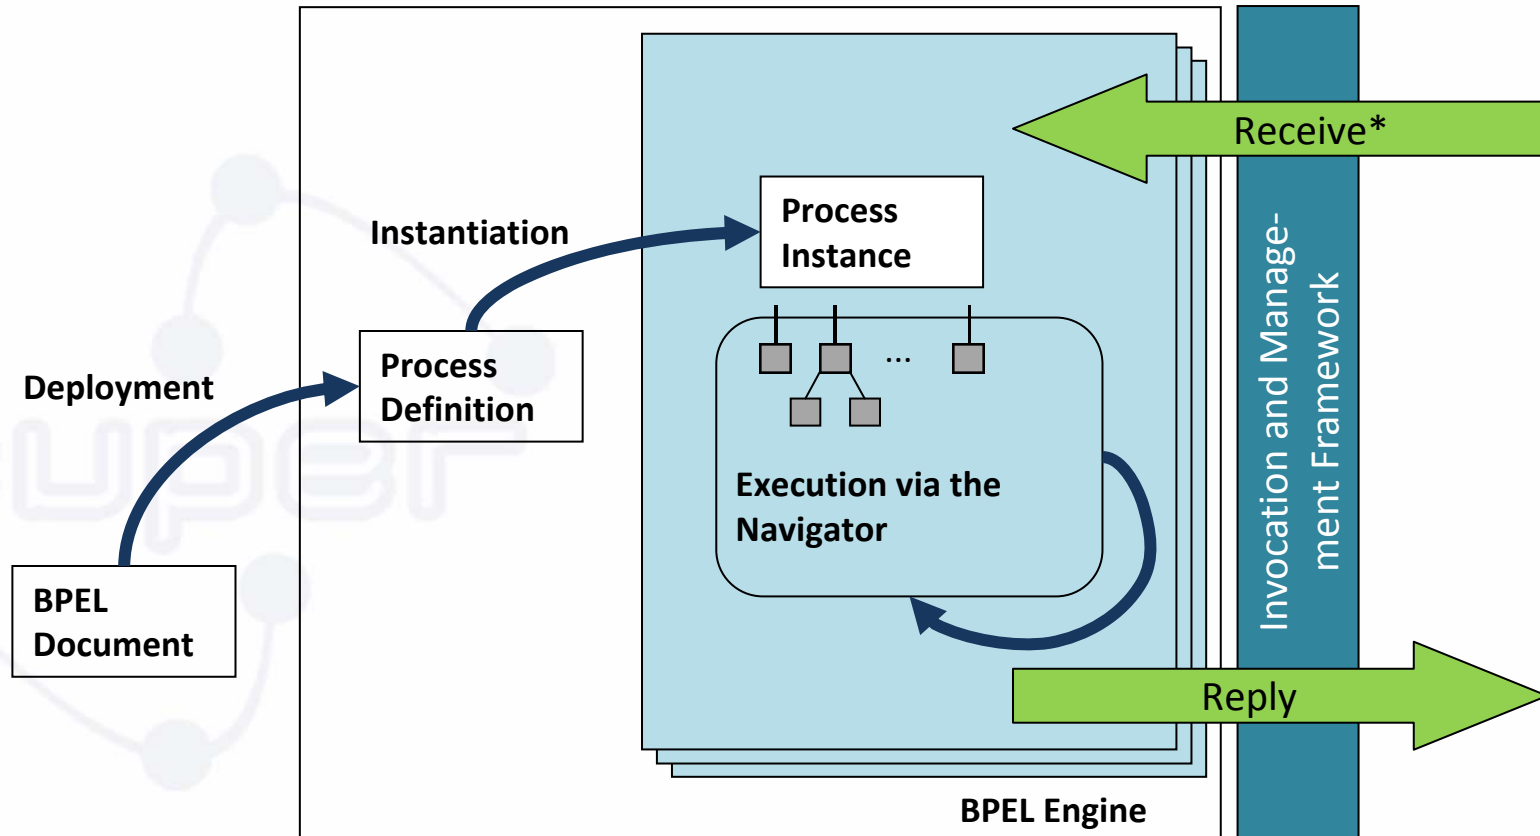 Receive*
Process
Instance
Instantiation
Invocation and Manage-
ment Framework
Process
Definition
...
Deployment
Execution via the
Navigator
BPEL
Document
Reply
BPEL Engine
super